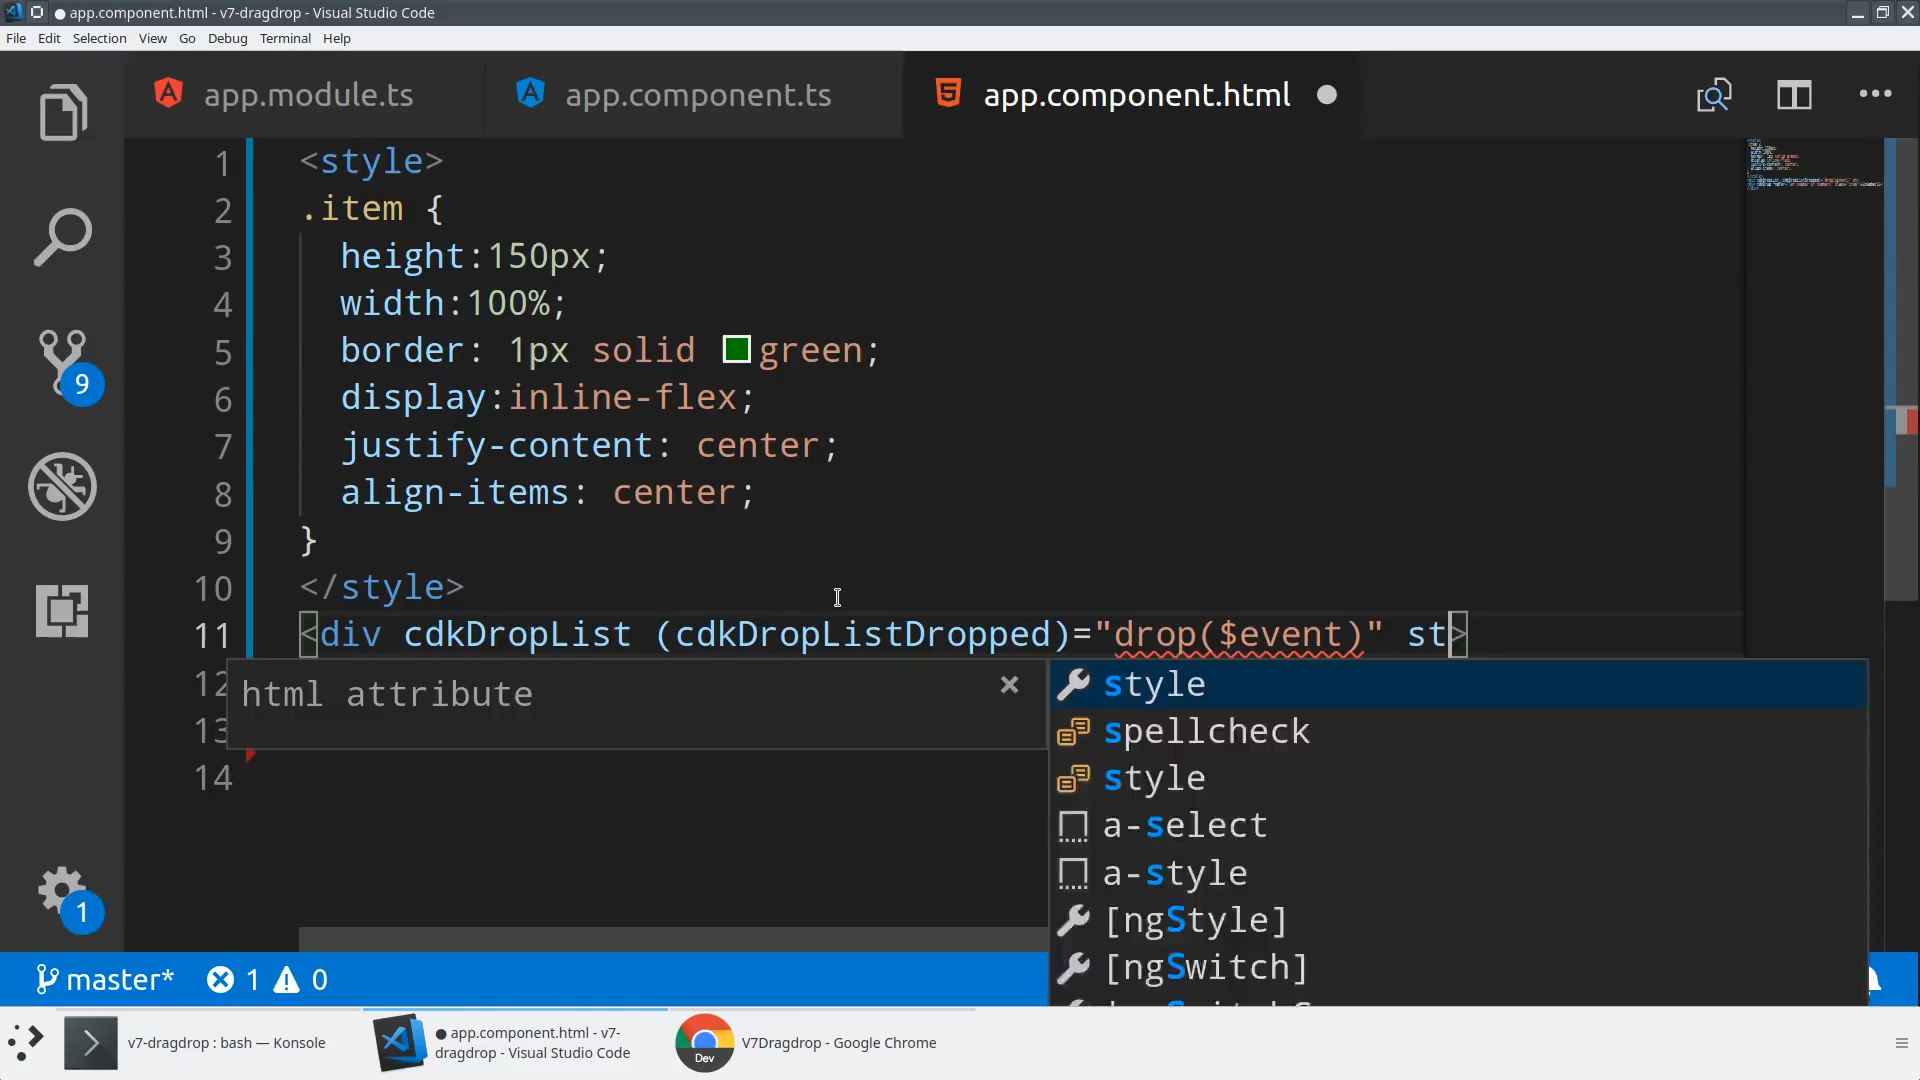 app.component.html - v7-dragdrop - Visual Studio Code
File Edit Selection View Go Debug Terminal Help
app.module.ts app.component.ts app.component.html
1 <style>
2 .item {
3 height:150px;
4 width:100%;
5 border: 1px solid green;
6 display:inline-flex;
7 justify-content: center;
8 align-items: center;
9 }
10 </style>
11 <div cdkDropList (cdkDropListDropped)="drop($event)" st>
12
13
14
html attribute ×
style
spellcheck
style
a-select
a-style
[ngStyle]
[ngSwitch]
9
1
master* 1 0
v7-dragdrop : bash — Konsole
app.component.html - v7-
dragdrop - Visual Studio Code
Dev
V7Dragdrop - Google Chrome